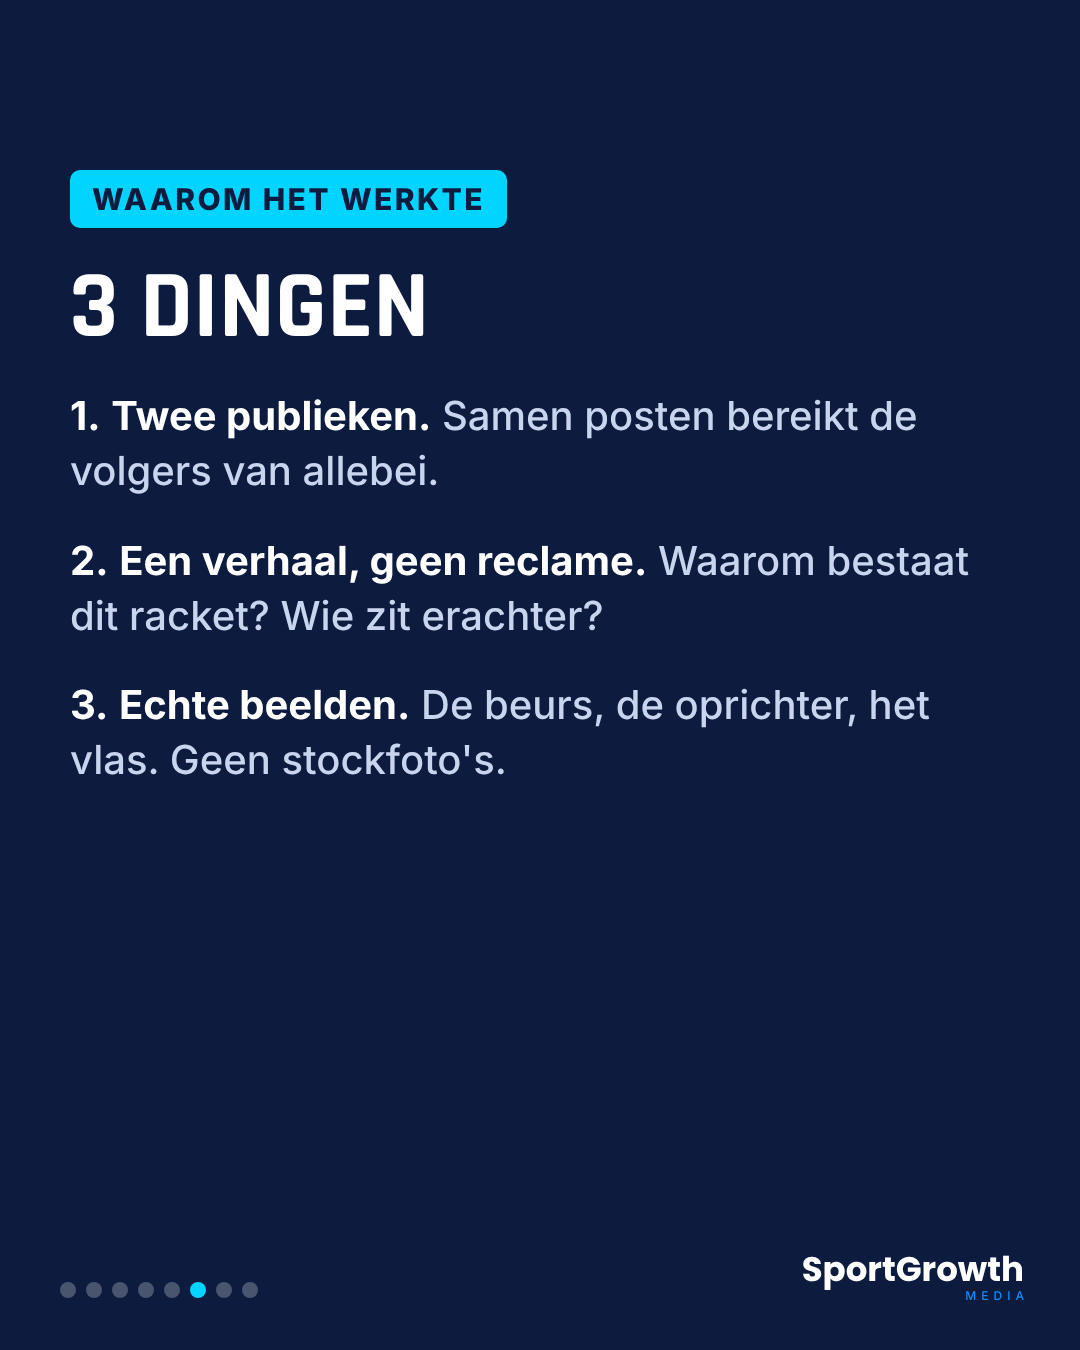 WAAROM HET WERKTE
3 DINGEN
1. Twee publieken. Samen posten bereikt de
volgers van allebei.
2. Een verhaal, geen reclame. Waarom bestaat
dit racket? Wie zit erachter?
3. Echte beelden. De beurs, de oprichter, het
vlas. Geen stockfoto's.
SportGrowth
MEDIA